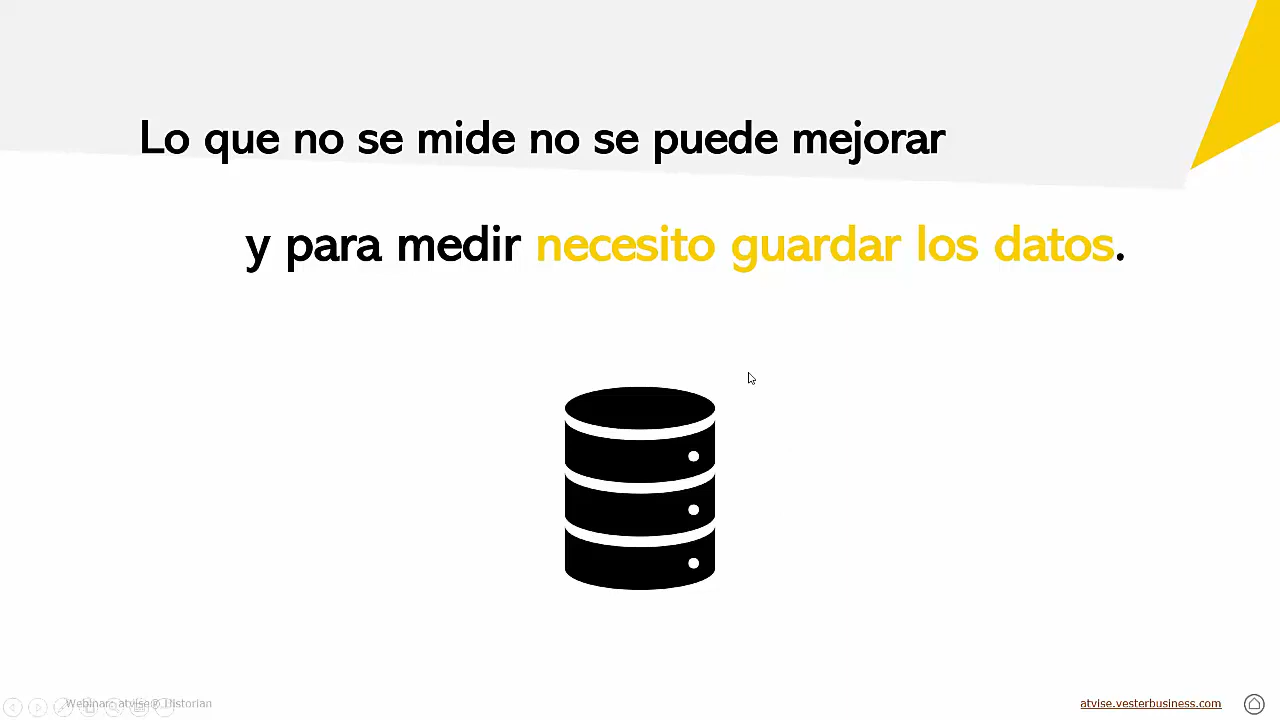 Lo que no se mide no se puede mejorar
y para medir necesito guardar los datos.
Webinar: atvise® Historian
atvise.vesterbusiness.com